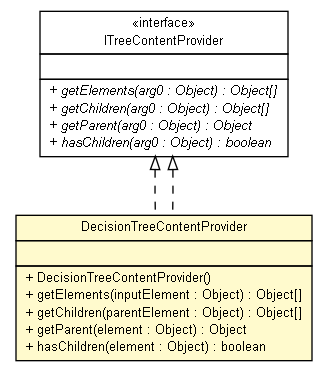 «interface»
ITreeContentProvider
+ getElements(arg0 : Object) : Object[]
+ getChildren(arg0 : Object) : Object[]
+ getParent(arg0 : Object) : Object
+ hasChildren(arg0 : Object) : boolean
DecisionTreeContentProvider
+ DecisionTreeContentProvider()
+ getElements(inputElement : Object) : Object[]
+ getChildren(parentElement : Object) : Object[]
+ getParent(element : Object) : Object
+ hasChildren(element : Object) : boolean